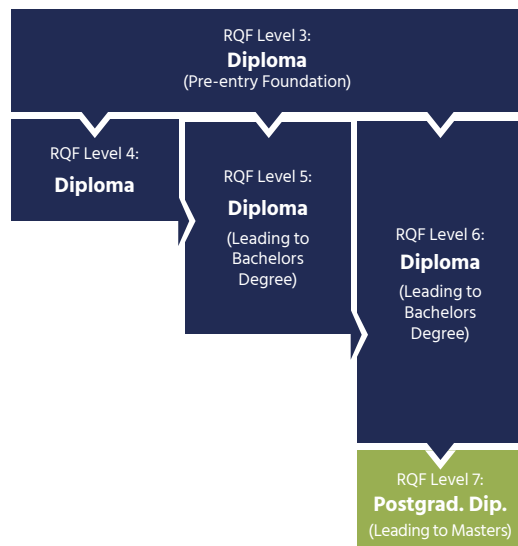 RQF Level 3:
Diploma
(Pre-entry Foundation)
RQF Level 4:
Diploma
RQF Level 5:
Diploma
(Leading to
Bachelors
Degree)
RQF Level 6:
Diploma
(Leading to
Bachelors
Degree)
RQF Level 7:
Postgrad. Dip.
(Leading to Masters)